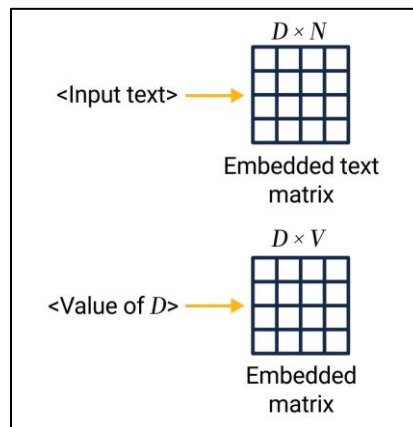 D × N
<Input text>
Embedded text
matrix
D × V
<Value of D>
Embedded
matrix